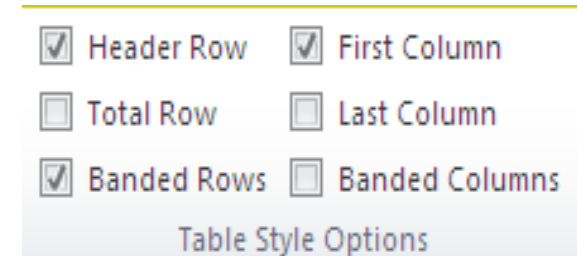 Header Row First Column
Total Row Last Column
Banded Rows Banded Columns
Table Style Options